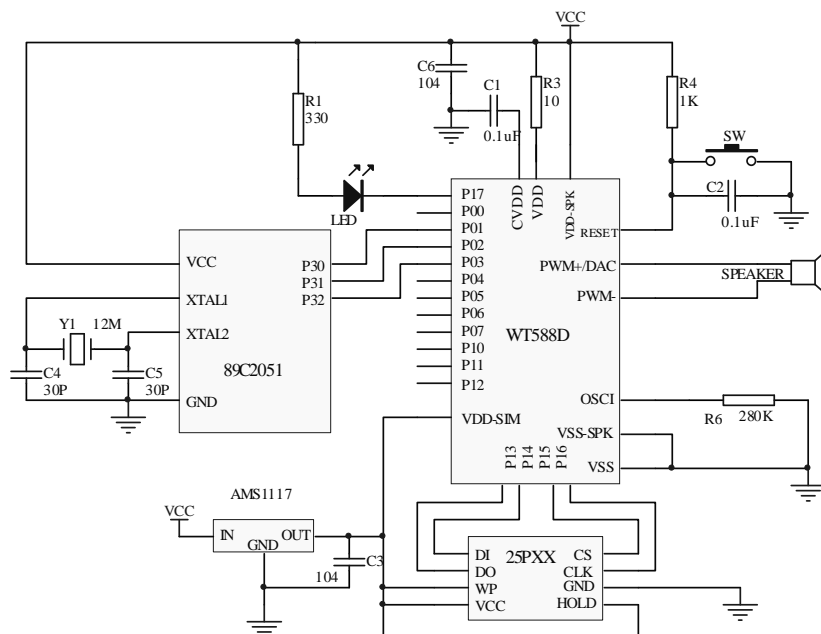 VCC
C6
104
C1
0.1uF
R3
10
R4
1K
SW
R1
330
C2
0.1uF
LED
P17
P00
P01
P02
P03
P04
P05
P06
P07
P10
P11
P12
VDD-SIM
CVDD
VDD
VDD-SPK
RESET
PWM+/DAC
PWM-
SPEAKER
WT588D
OSCI
R6
280K
VSS-SPK
VSS
P13
P14
P15
P16
VCC
P30
P31
P32
XTAL1
XTAL2
GND
89C2051
Y1
12M
C4
30P
C5
30P
AMS1117
VCC
IN
OUT
GND
C3
104
25PXX
DI
DO
WP
VCC
CS
CLK
GND
HOLD